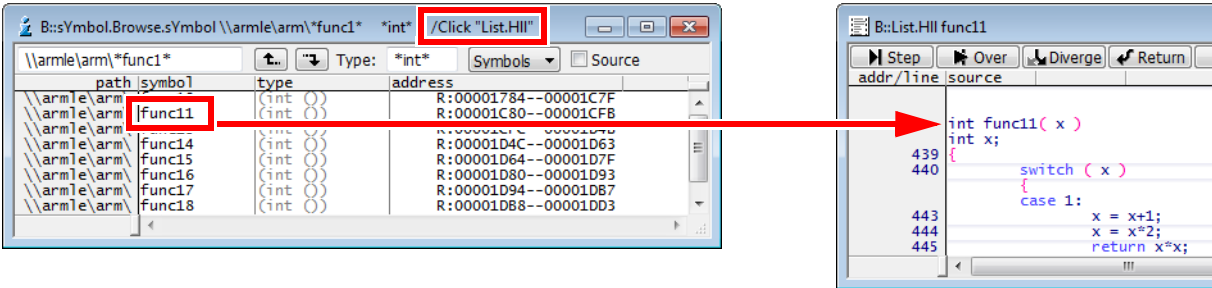 B::sYmbol.Browse.sYmbol \\armle\arm\*func1* *int* /Click "List.Hll"
\\armle\arm\*func1* Type: *int* Symbols Source
path symbol type address
\\armle\arm\ (int ()) R:00001784--00001C7F
\\armle\arm\ func11 (int ()) R:00001C80--00001CFB
\\armle\arm\
\\armle\arm\ func14 (int ()) R:00001D4C--00001D63
\\armle\arm\ func15 (int ()) R:00001D64--00001D7F
\\armle\arm\ func16 (int ()) R:00001D80--00001D93
\\armle\arm\ func17 (int ()) R:00001D94--00001DB7
\\armle\arm\ func18 (int ()) R:00001DB8--00001DD3
B::List.Hll func11
Step Over Diverge Return
addr/line source
int func11( x )
int x;
439 {
440 switch ( x )
{
case 1:
443 x = x+1;
444 x = x*2;
445 return x*x;